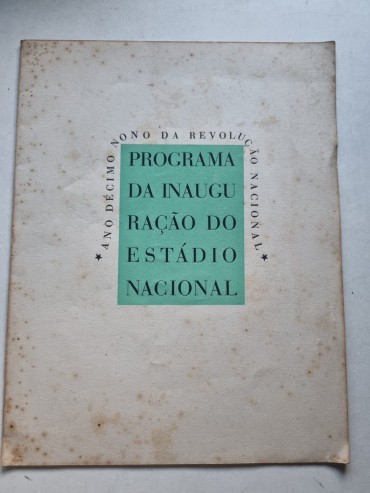 ★ ANO DÉCIMO NONO DA REVOLUÇÃO NACIONAL ★
PROGRAMA
DA INAUGU
RAÇÃO DO
ESTÁDIO
NACIONAL